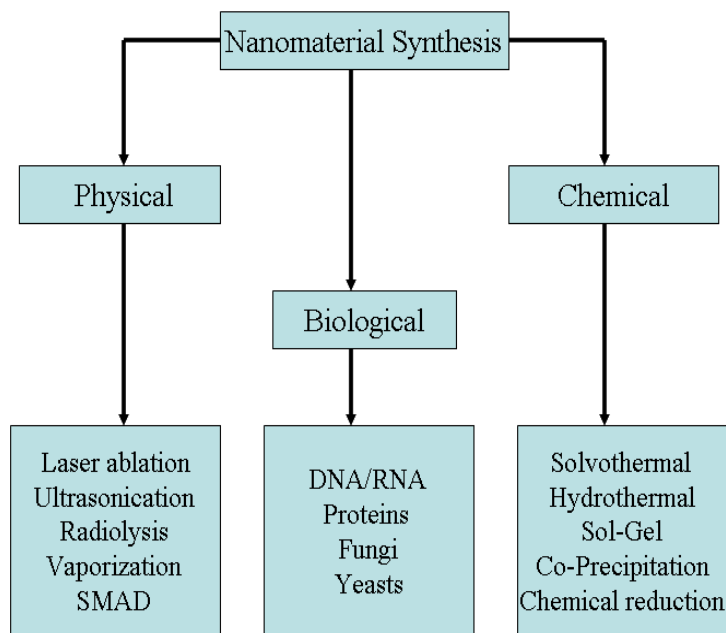 Nanomaterial Synthesis
Physical
Chemical
Biological
Laser ablation
Ultrasonication
Radiolysis
Vaporization
SMAD
DNA/RNA
Proteins
Fungi
Yeasts
Solvothermal
Hydrothermal
Sol-Gel
Co-Precipitation
Chemical reduction